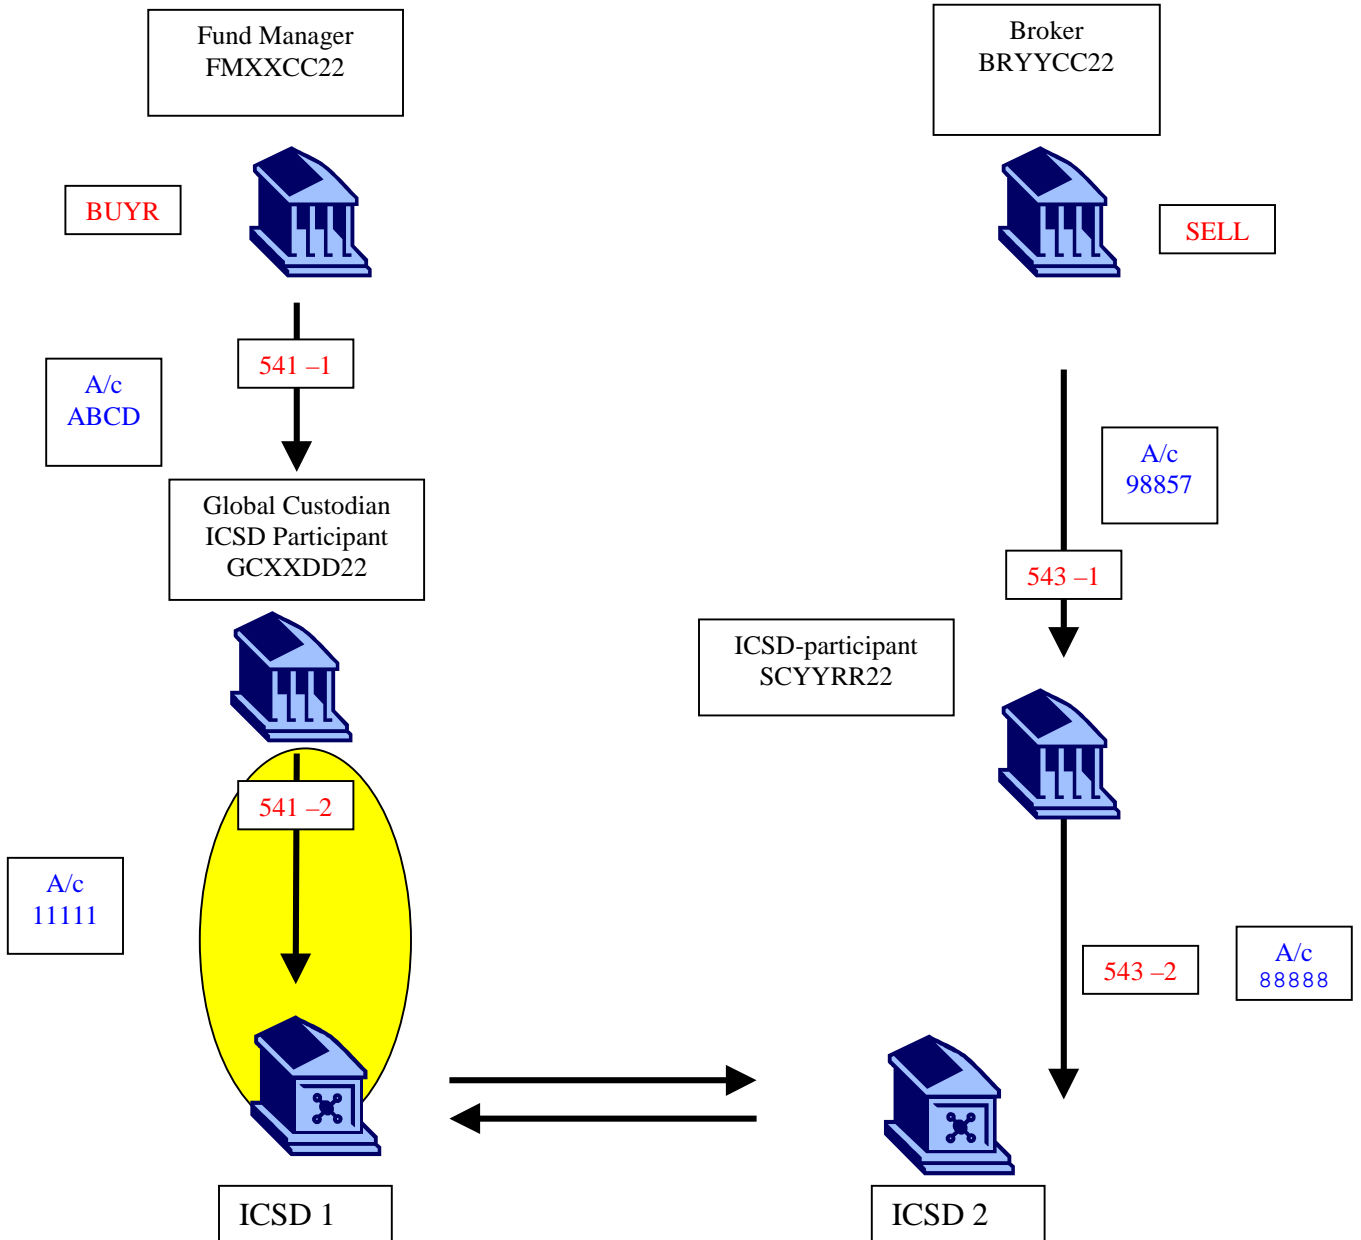 Fund Manager
FMXXCC22
Broker
BRYYCC22
BUYR
SELL
541 –1
A/c
ABCD
A/c
98857
Global Custodian
ICSD Participant
GCXXDD22
543 –1
ICSD-participant
SCYYRR22
541 –2
A/c
11111
543 –2
A/c
88888
ICSD 1
ICSD 2